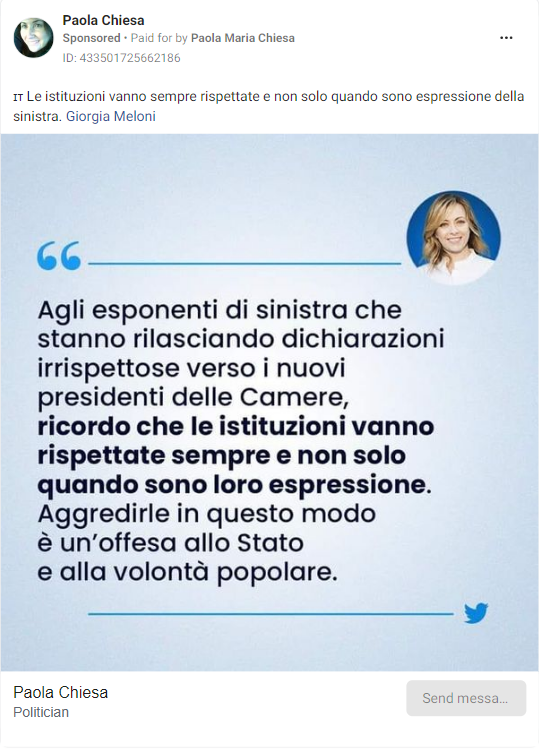 Paola Chiesa
Sponsored • Paid for by Paola Maria Chiesa
ID: 433501725662186
IT Le istituzioni vanno sempre rispettate e non solo quando sono espressione della
sinistra. Giorgia Meloni
Agli esponenti di sinistra che
stanno rilasciando dichiarazioni
irrispettose verso i nuovi
presidenti delle Camere,
ricordo che le istituzioni vanno
rispettate sempre e non solo
quando sono loro espressione.
Aggredirle in questo modo
è un’offesa allo Stato
e alla volontà popolare.
Paola Chiesa
Politician
Send messa...